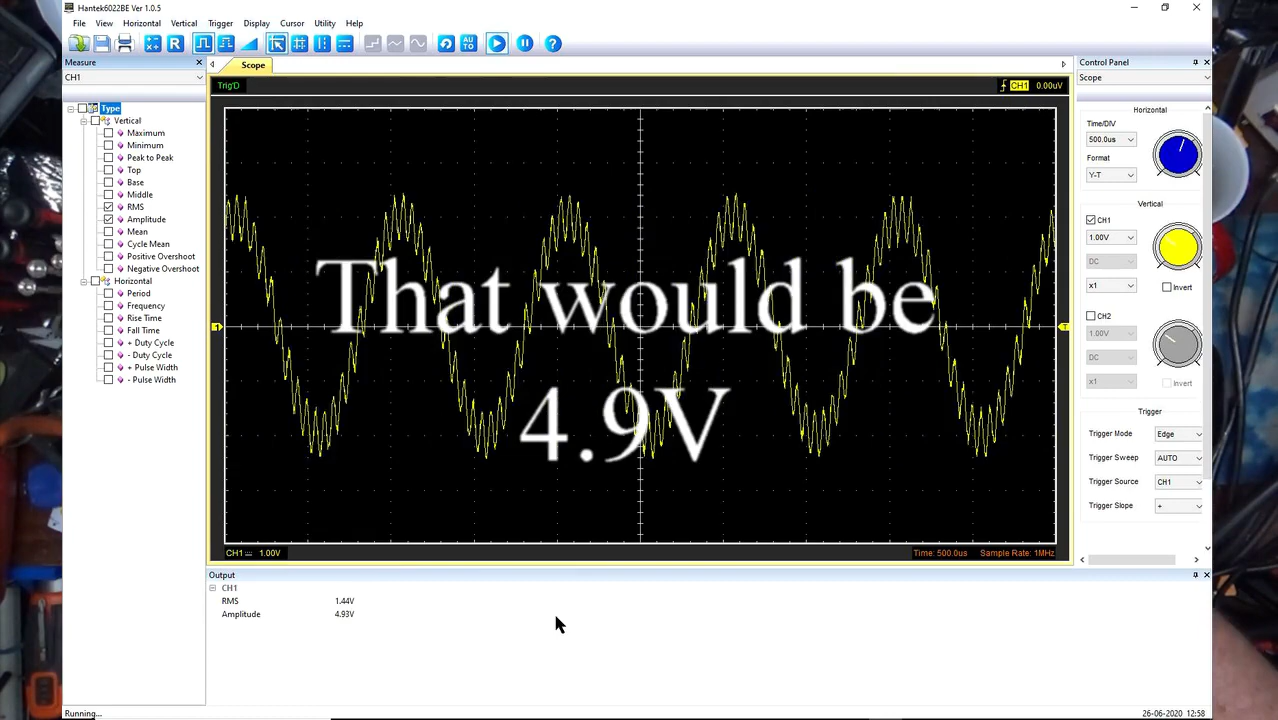 Hantek6022BE Ver 1.0.5
File View Horizontal Vertical Trigger Display Cursor Utility Help
R AU TO ?
Measure
CH1
Type
Vertical
Maximum
Minimum
Peak to Peak
Top
Base
Middle
RMS
Amplitude
Mean
Cycle Mean
Positive Overshoot
Negative Overshoot
Horizontal
Period
Frequency
Rise Time
Fall Time
+ Duty Cycle
- Duty Cycle
+ Pulse Width
- Pulse Width
Scope
Trig'D CH1 0.00uV
1 T
That would be
4.9V
CH1 1.00V Time: 500.0us Sample Rate: 1MHz
Output
CH1
RMS 1.44V
Amplitude 4.93V
Control Panel
Scope
Horizontal
Time/DIV
500.0us
Format
Y-T
Vertical
CH1
1.00V
DC
x1 Invert
CH2
1.00V
DC
x1 Invert
Trigger
Trigger Mode Edge
Trigger Sweep AUTO
Trigger Source CH1
Trigger Slope +
Running... 26-06-2020 12:58